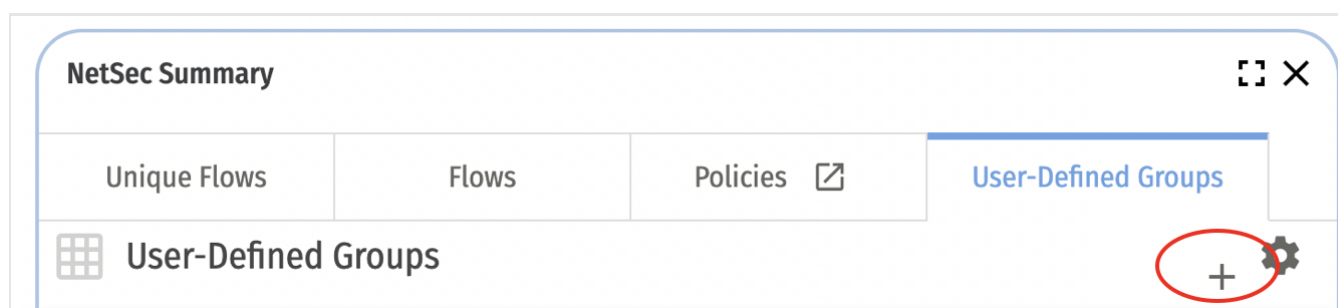 NetSec Summary
Unique Flows
Flows
Policies
User-Defined Groups
User-Defined Groups